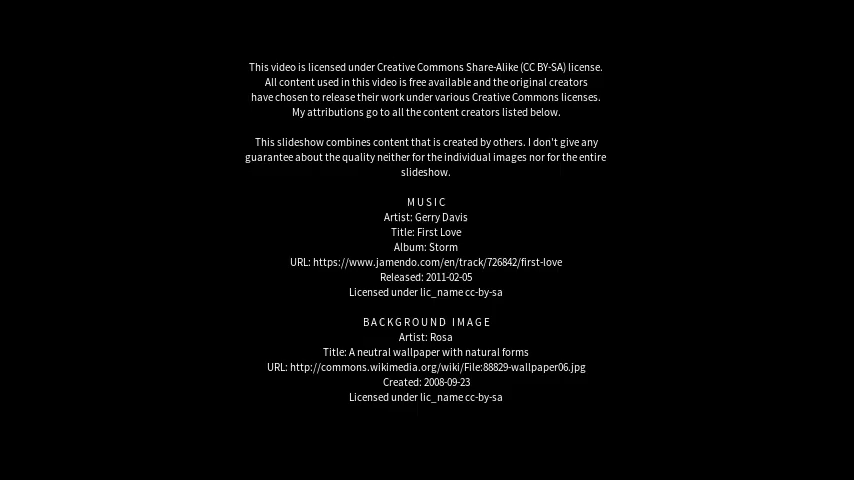 This video is licensed under Creative Commons Share-Alike (CC BY-SA) license.
All content used in this video is free available and the original creators
have chosen to release their work under various Creative Commons licenses.
My attributions go to all the content creators listed below.
This slideshow combines content that is created by others. I don't give any
guarantee about the quality neither for the individual images nor for the entire
slideshow.
M U S I C
Artist: Gerry Davis
Title: First Love
Album: Storm
URL: https://www.jamendo.com/en/track/726842/first-love
Released: 2011-02-05
Licensed under lic_name cc-by-sa
B A C K G R O U N D   I M A G E
Artist: Rosa
Title: A neutral wallpaper with natural forms
URL: http://commons.wikimedia.org/wiki/File:88829-wallpaper06.jpg
Created: 2008-09-23
Licensed under lic_name cc-by-sa